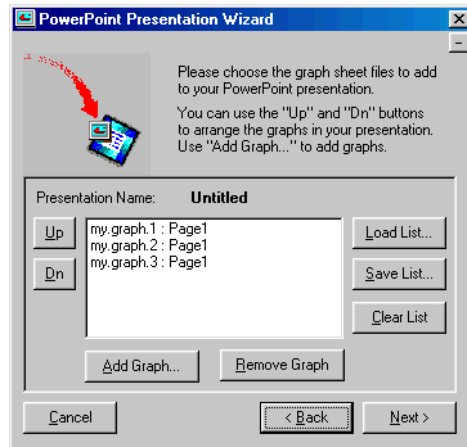 PowerPoint Presentation Wizard
Please choose the graph sheet files to add
to your PowerPoint presentation.
You can use the "Up" and "Dn" buttons
to arrange the graphs in your presentation.
Use "Add Graph..." to add graphs.
Presentation Name: Untitled
Up
my.graph.1 : Page1
my.graph.2 : Page1
my.graph.3 : Page1
Load List...
Dn
Save List...
Clear List
Add Graph...
Remove Graph
Cancel
< Back
Next >